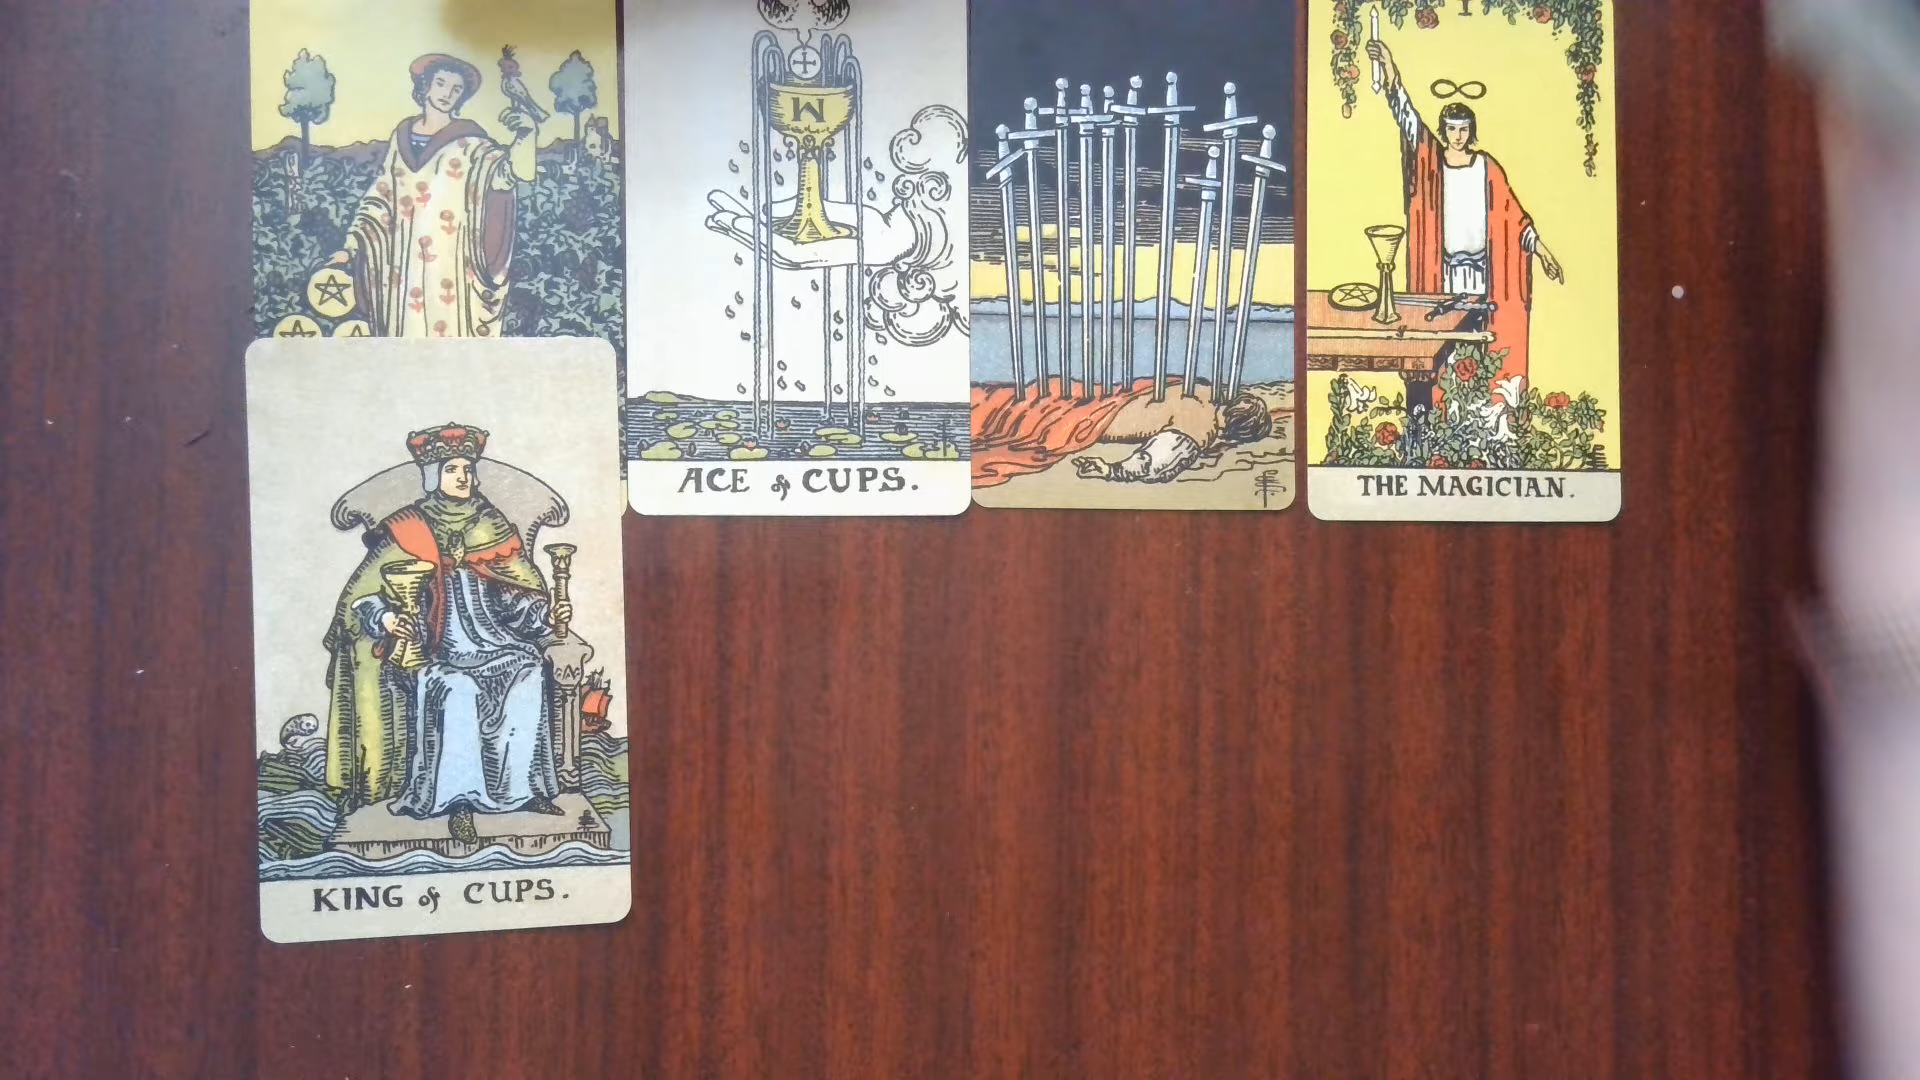 I
ACE of CUPS.
THE MAGICIAN.
W
KING of CUPS.